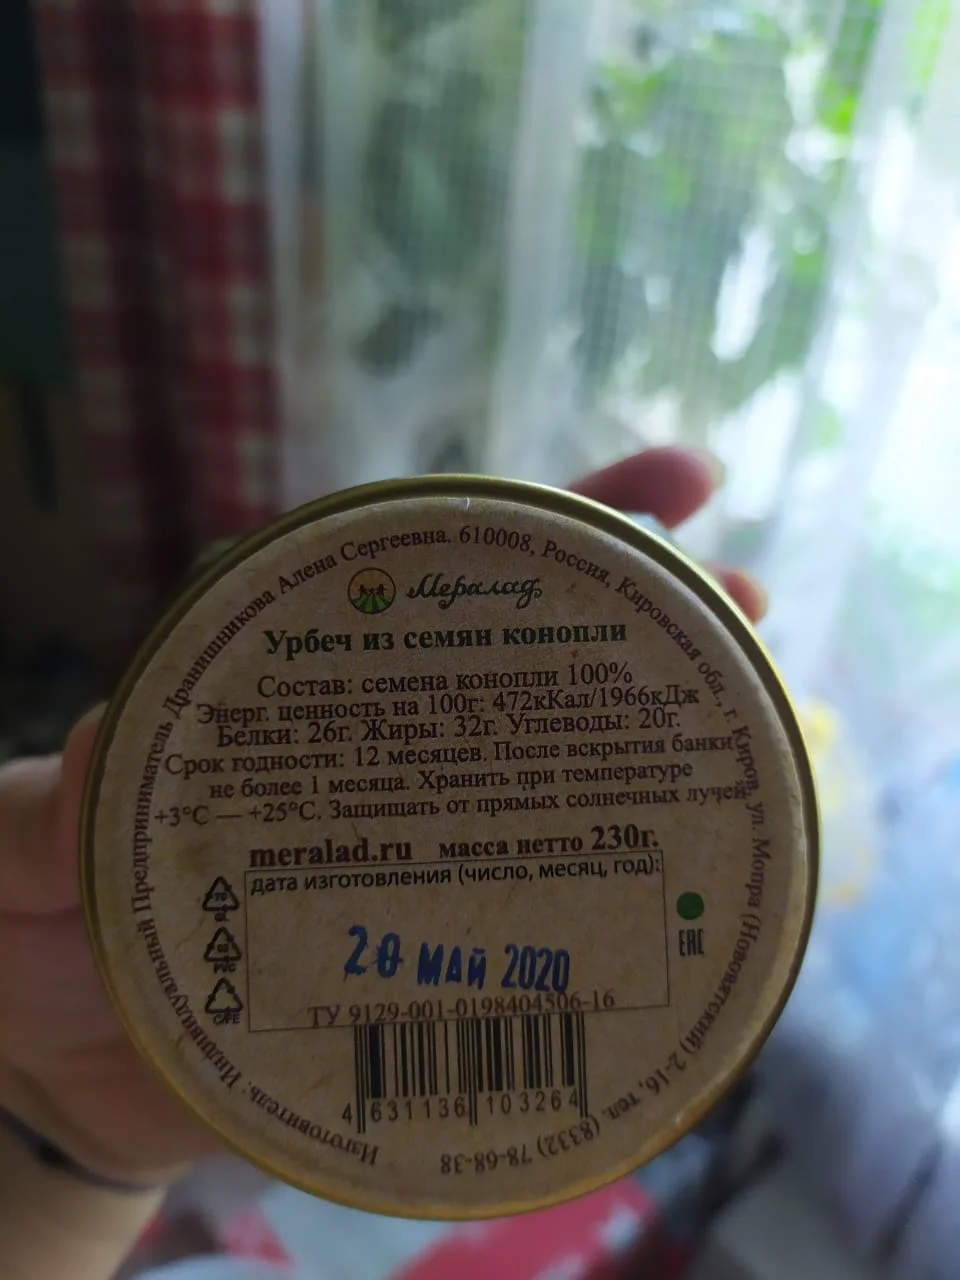 Изготовитель: Индивидуальный Предприниматель Дранишникова Алена Сергеевна. 610008, Россия, Кировская обл., г. Киров, ул. Мопра (Нововятский) 2-16, Тел. (8332) 78-68-38
Мералад
Урбеч из семян конопли
Состав: семена конопли 100%
Энерг. ценность на 100г: 472кКал/1966кДж
Белки: 26г. Жиры: 32г. Углеводы: 20г.
Срок годности: 12 месяцев. После вскрытия банки
не более 1 месяца. Хранить при температуре
+3°С — +25°С. Защищать от прямых солнечных лучей.
meralad.ru масса нетто 230г.
дата изготовления (число, месяц, год):
20 МАЙ 2020
ТУ 9129-001-0198404506-16
4 631136 103264
70
GL
PVC
C/PE
EAC